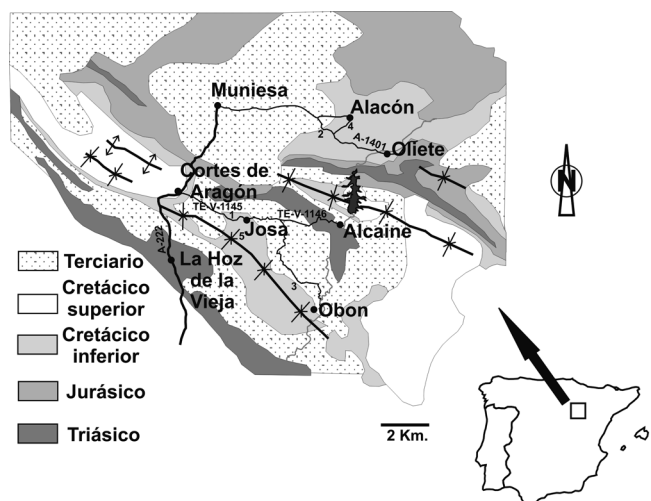 Muniesa
Alacón
4
2
A-1401
Oliete
Cortes de
Aragón
TE-V-1145
1
TE-V-1146
Josa
5
Alcaine
A-222
La Hoz
de la
Vieja
3
Obon
Terciario
Cretácico
superior
Cretácico
inferior
Jurásico
Triásico
2 Km.
N